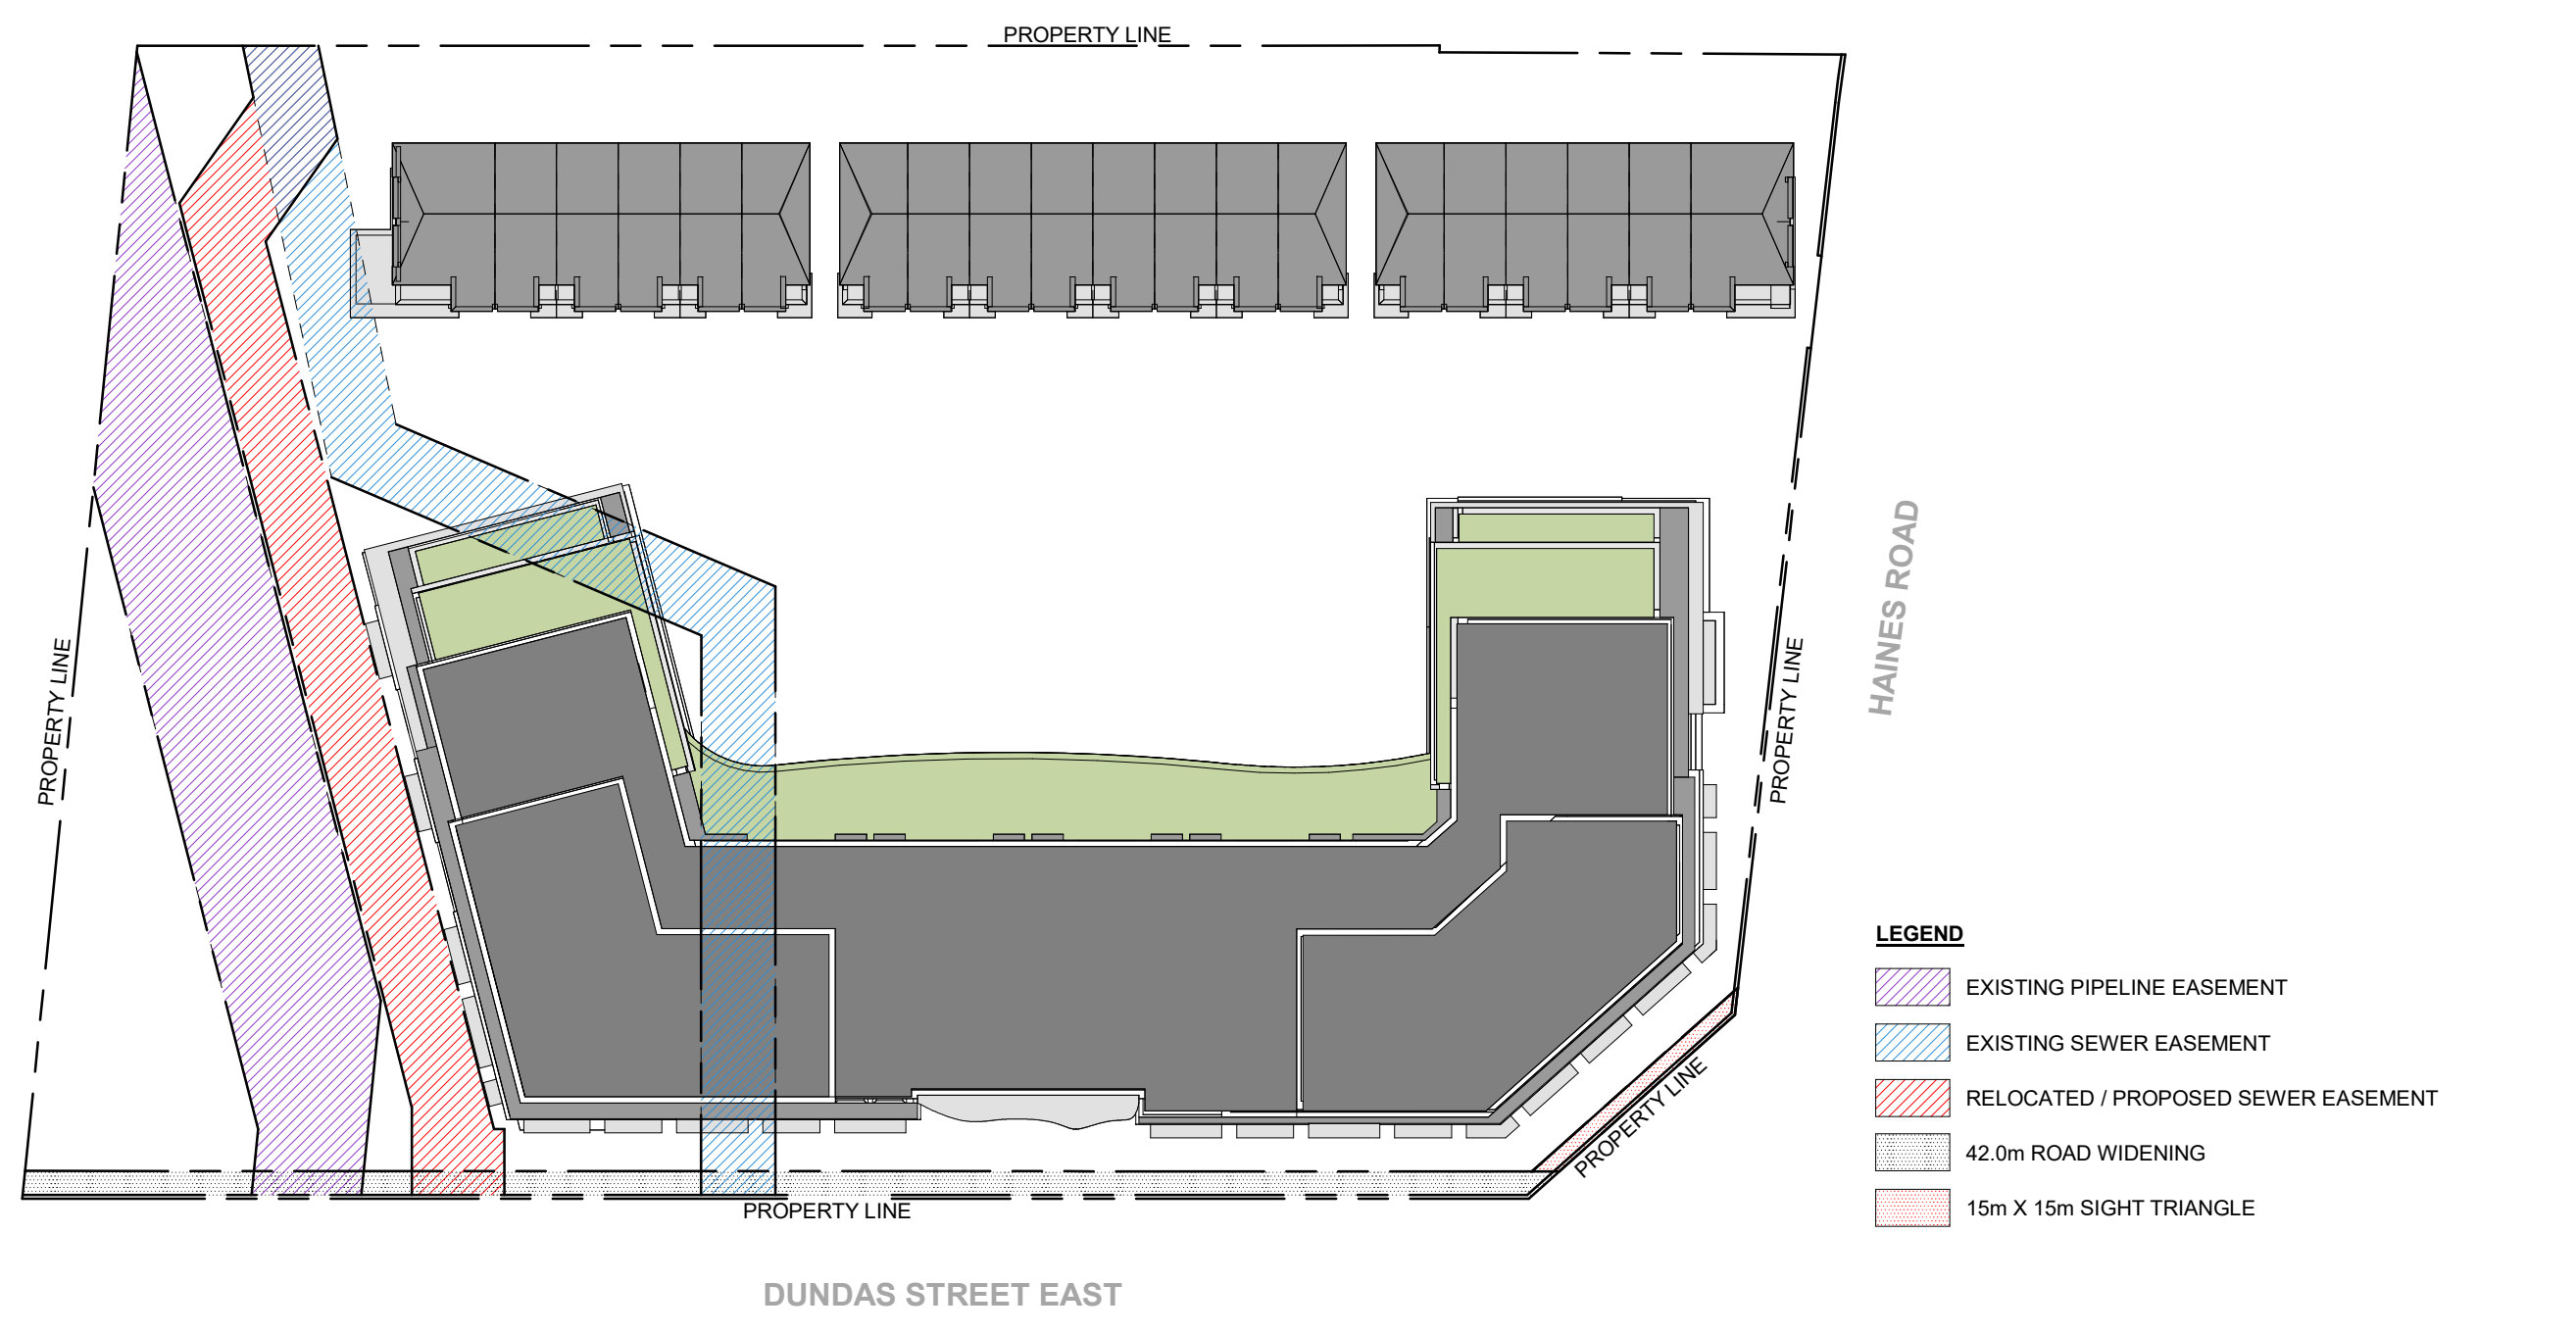 PROPERTY LINE
HAINES ROAD
PROPERTY LINE
PROPERTY LINE
LEGEND
EXISTING PIPELINE EASEMENT
EXISTING SEWER EASEMENT
RELOCATED / PROPOSED SEWER EASEMENT
42.0m ROAD WIDENING
15m X 15m SIGHT TRIANGLE
PROPERTY LINE
PROPERTY LINE
DUNDAS STREET EAST